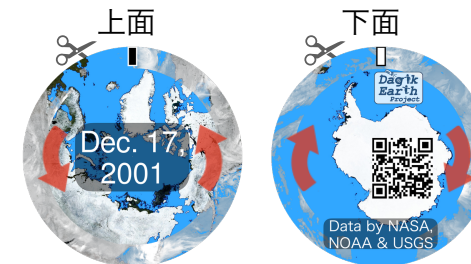 上面
下面
Dec. 17,
2001
Dagik
Earth
Project
Data by NASA,
NOAA & USGS